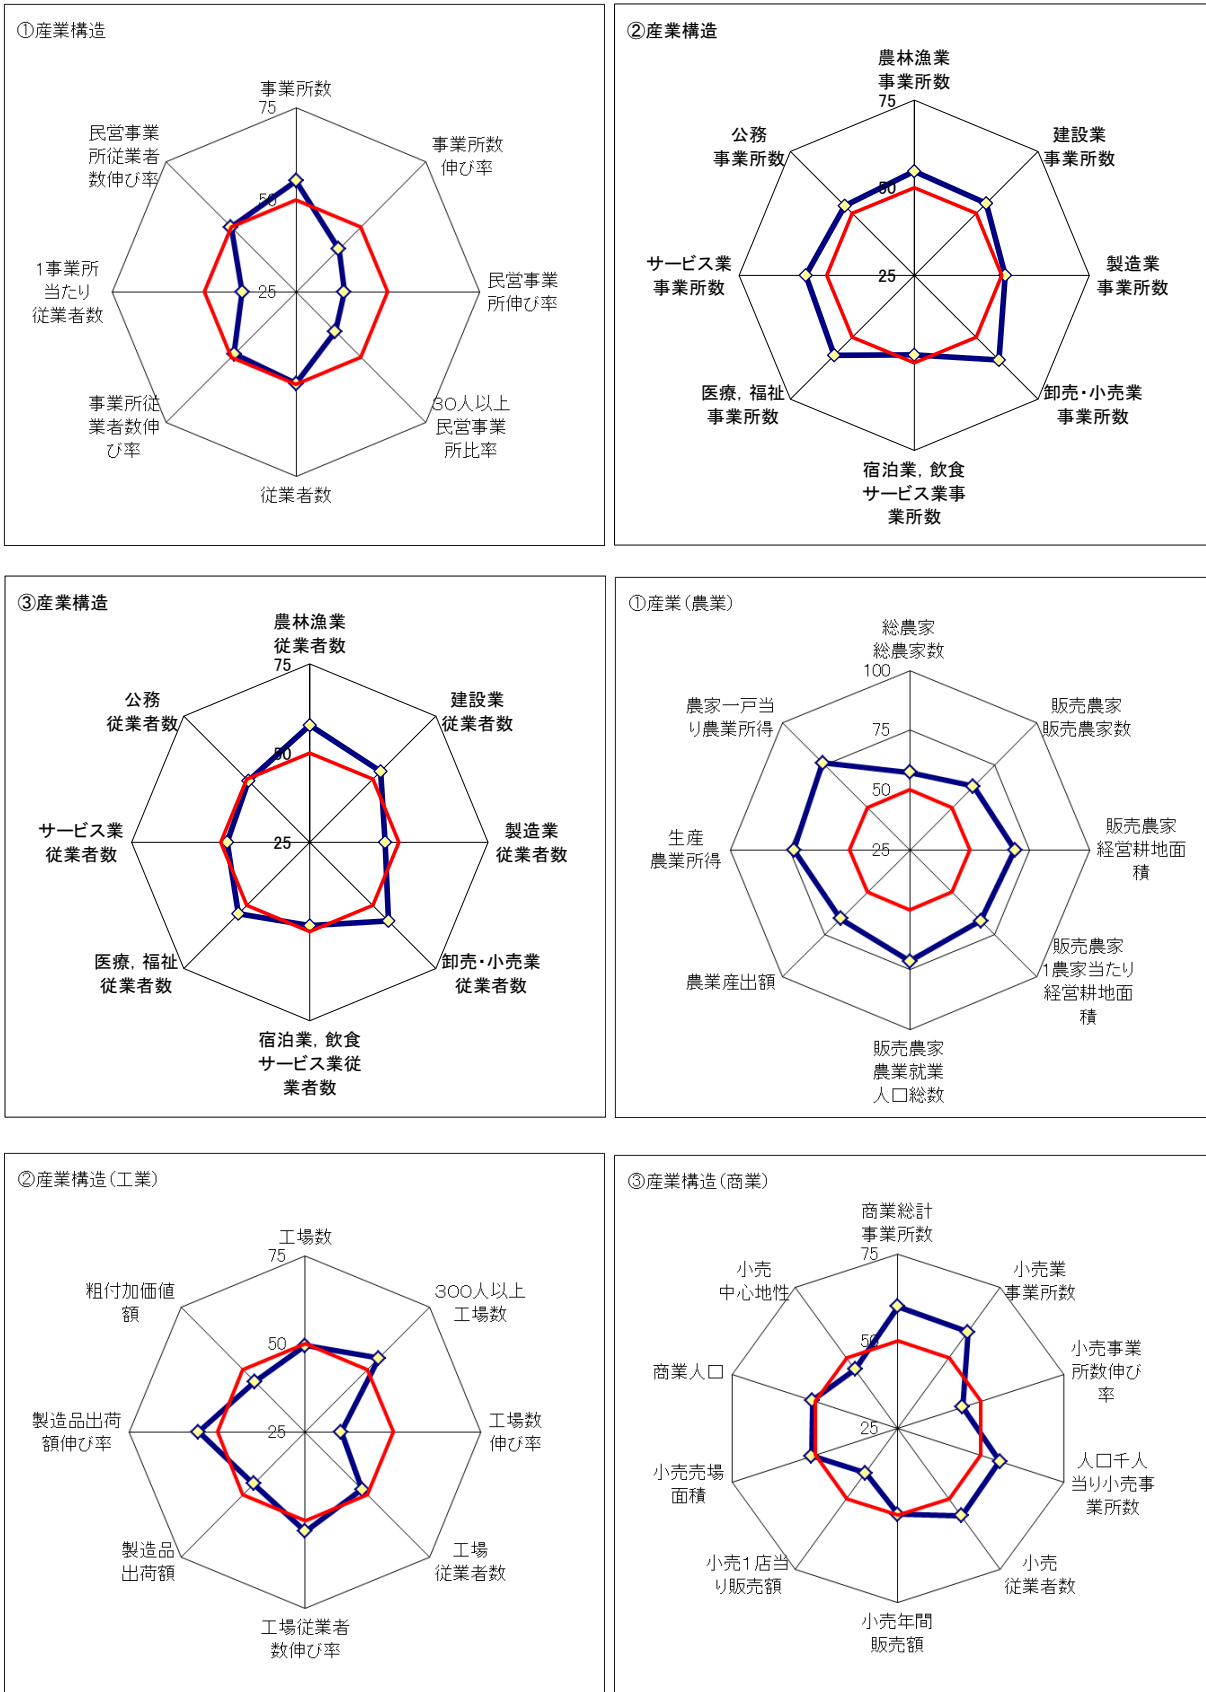 ①産業構造
事業所数
75
事業所数
伸び率
民営事業
所従業者
数伸び率
50
1事業所
当たり
従業者数
25
民営事業
所伸び率
事業所従
業者数伸
び率
30人以上
民営事業
所比率
従業者数
②産業構造
農林漁業
事業所数
75
公務
事業所数
建設業
事業所数
50
サービス業
事業所数
25
製造業
事業所数
医療，福祉
事業所数
卸売・小売業
事業所数
宿泊業，飲食
サービス業事
業所数
③産業構造
農林漁業
従業者数
75
公務
従業者数
建設業
従業者数
50
サービス業
従業者数
25
製造業
従業者数
医療，福祉
従業者数
卸売・小売業
従業者数
宿泊業，飲食
サービス業従
業者数
①産業（農業）
総農家
総農家数
100
農家一戸当
り農業所得
販売農家
販売農家数
75
50
生産
農業所得
25
販売農家
経営耕地面
積
農業産出額
販売農家
1農家当たり
経営耕地面
積
販売農家
農業就業
人口総数
②産業構造（工業）
工場数
75
粗付加価値
額
300人以上
工場数
50
製造品出荷
額伸び率
25
工場数
伸び率
製造品
出荷額
工場
従業者数
工場従業者
数伸び率
③産業構造（商業）
商業総計
事業所数
75
小売
中心地性
小売業
事業所数
50
商業人口
小売事業
所数伸び
率
25
小売売場
面積
人口千人
当り小売事
業所数
小売1店当
り販売額
小売
従業者数
小売年間
販売額